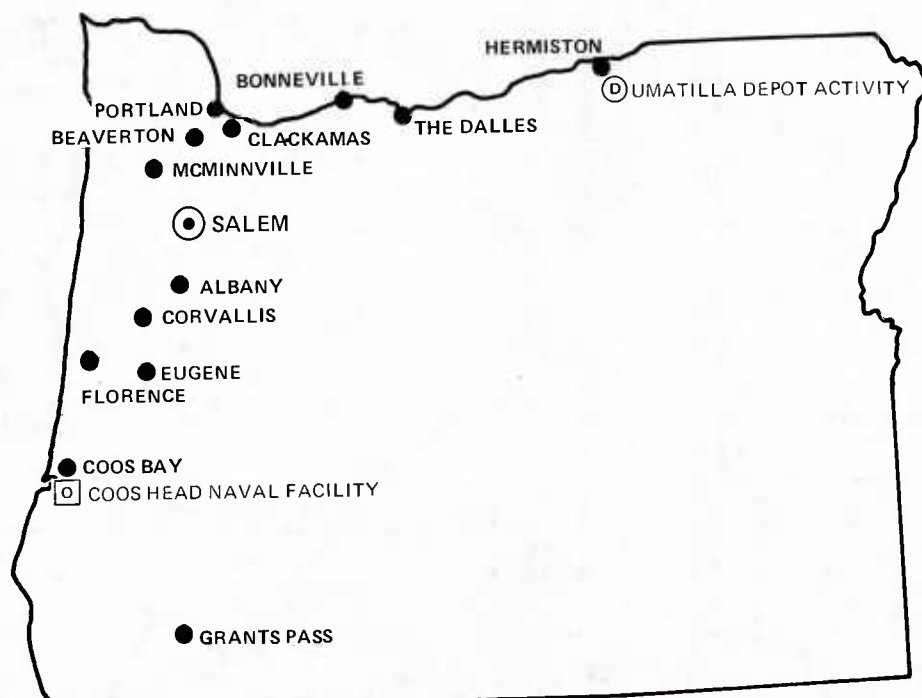 HERMISTON
BONNEVILLE
Ⓓ UMATILLA DEPOT ACTIVITY
PORTLAND
BEAVERTON
CLACKAMAS
THE DALLES
MCMINNVILLE
SALEM
ALBANY
CORVALLIS
EUGENE
FLORENCE
COOS BAY
O COOS HEAD NAVAL FACILITY
GRANTS PASS